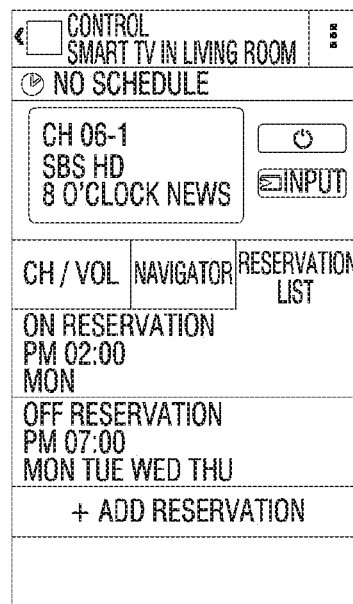 CONTROL
SMART TV IN LIVING ROOM
NO SCHEDULE
CH 06-1
SBS HD
8 O'CLOCK NEWS
INPUT
CH / VOL
NAVIGATOR
RESERVATION
LIST
ON RESERVATION
PM 02:00
MON
OFF RESERVATION
PM 07:00
MON TUE WED THU
+ ADD RESERVATION